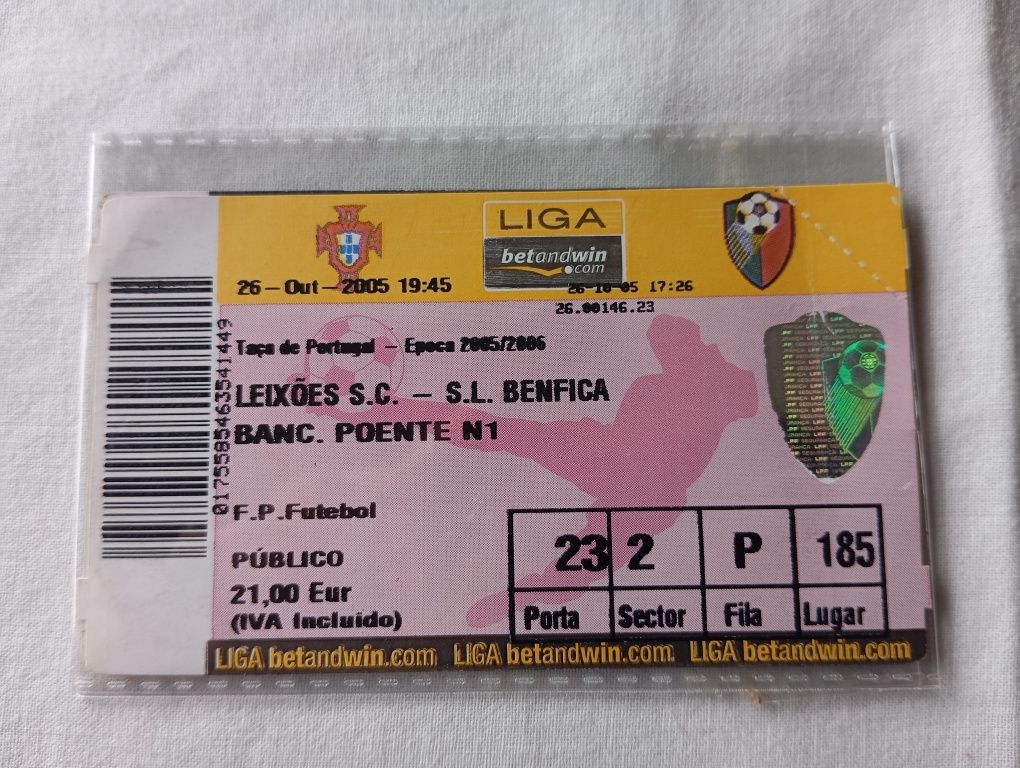 LIGA
betandwin
.com
26-Out-2005 19:45
26-10-05 17:26
26.00146.23
Taça de Portugal - Epoca 2005/2006
LEIXÕES S.C. - S.L. BENFICA
BANC. POENTE N1
F.P.Futebol
PÚBLICO
21,00 Eur
(IVA Incluído)
23 2 P 185
Porta Sector Fila Lugar
LIGA betandwin.com LIGA betandwin.com LIGA betandwin.com
0175585463541449